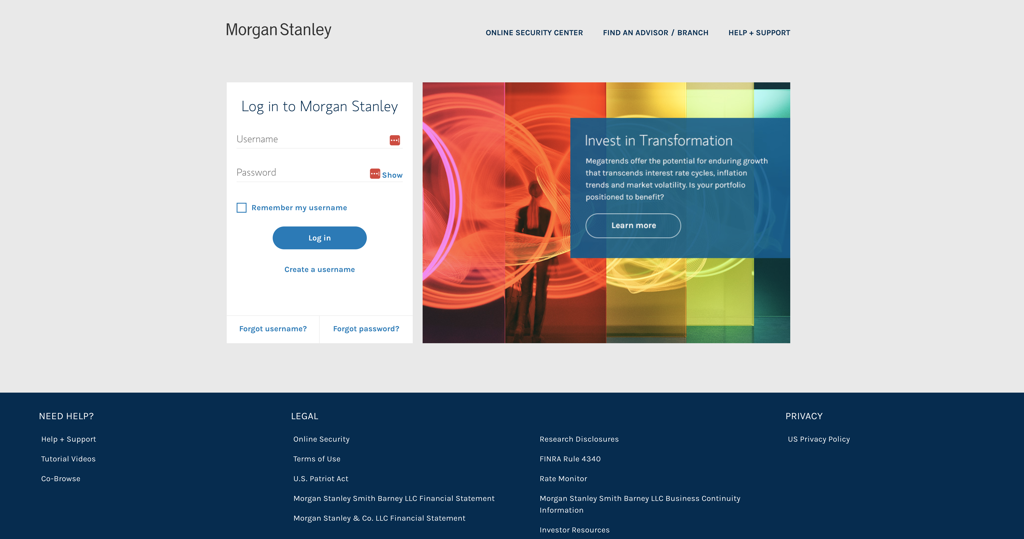 Morgan Stanley
ONLINE SECURITY CENTER
FIND AN ADVISOR / BRANCH
HELP + SUPPORT
Log in to Morgan Stanley
Username
Password
Show
Remember my username
Log in
Create a username
Forgot username?
Forgot password?
Invest in Transformation
Megatrends offer the potential for enduring growth
that transcends interest rate cycles, inflation
trends and market volatility. Is your portfolio
positioned to benefit?
Learn more
NEED HELP?
Help + Support
Tutorial Videos
Co-Browse
LEGAL
Online Security
Terms of Use
U.S. Patriot Act
Morgan Stanley Smith Barney LLC Financial Statement
Morgan Stanley & Co. LLC Financial Statement
Research Disclosures
FINRA Rule 4340
Rate Monitor
Morgan Stanley Smith Barney LLC Business Continuity
Information
Investor Resources
PRIVACY
US Privacy Policy